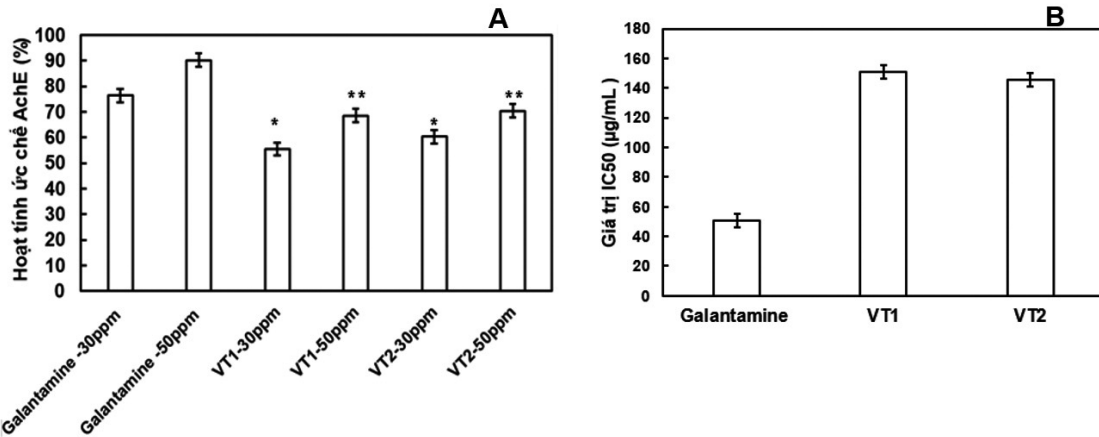 A
Hoạt tính ức chế AchE (%)
100
90
80
70
60
50
40
30
20
10
0
*
**
*
**
Galantamine -30ppm
Galantamine -50ppm
VT1-30ppm
VT1-50ppm
VT2-30ppm
VT2-50ppm
B
Giá trị IC50 (µg/mL )
180
160
140
120
100
80
60
40
20
0
Galantamine
VT1
VT2